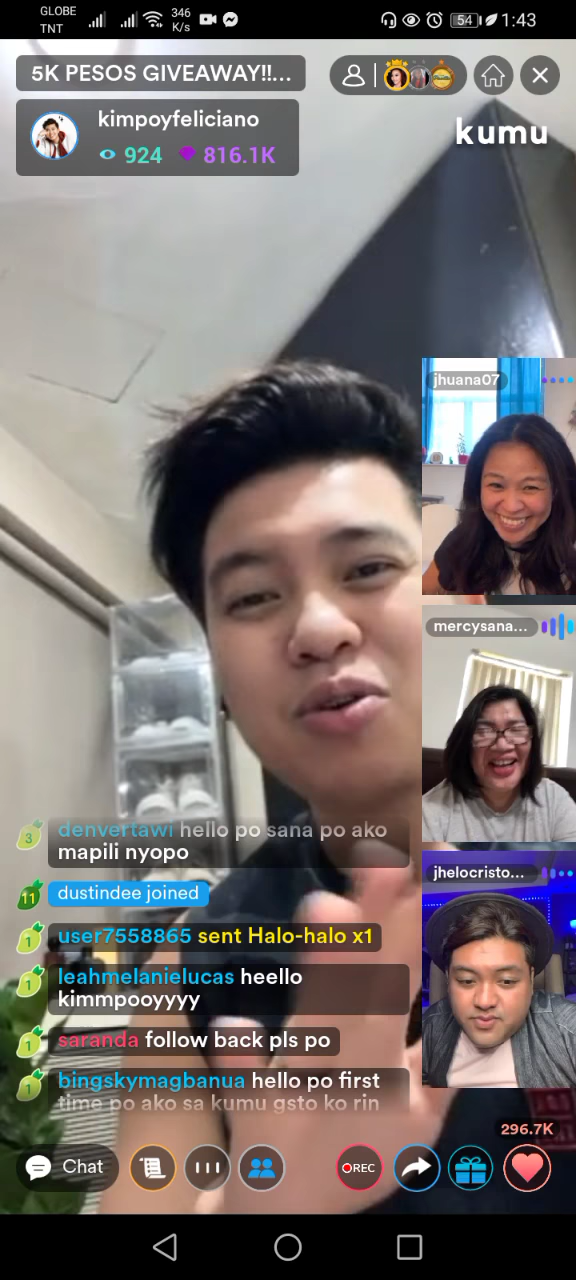 GLOBE
TNT
346
K/s
54
1:43
5K PESOS GIVEAWAY!!...
kimpoyfeliciano
924 816.1K
kumu
jhuana07
mercysana...
jhelocristo...
3 denvertawi hello po sana po ako
mapili nyopo
11 dustindee joined
1 user7558865 sent Halo-halo x1
1 leahmelanielucas heello
kimmpooyyyy
1 saranda follow back pls po
1 bingskymagbanua hello po first
time po ako sa kumu gsto ko rin
296.7K
Chat
REC